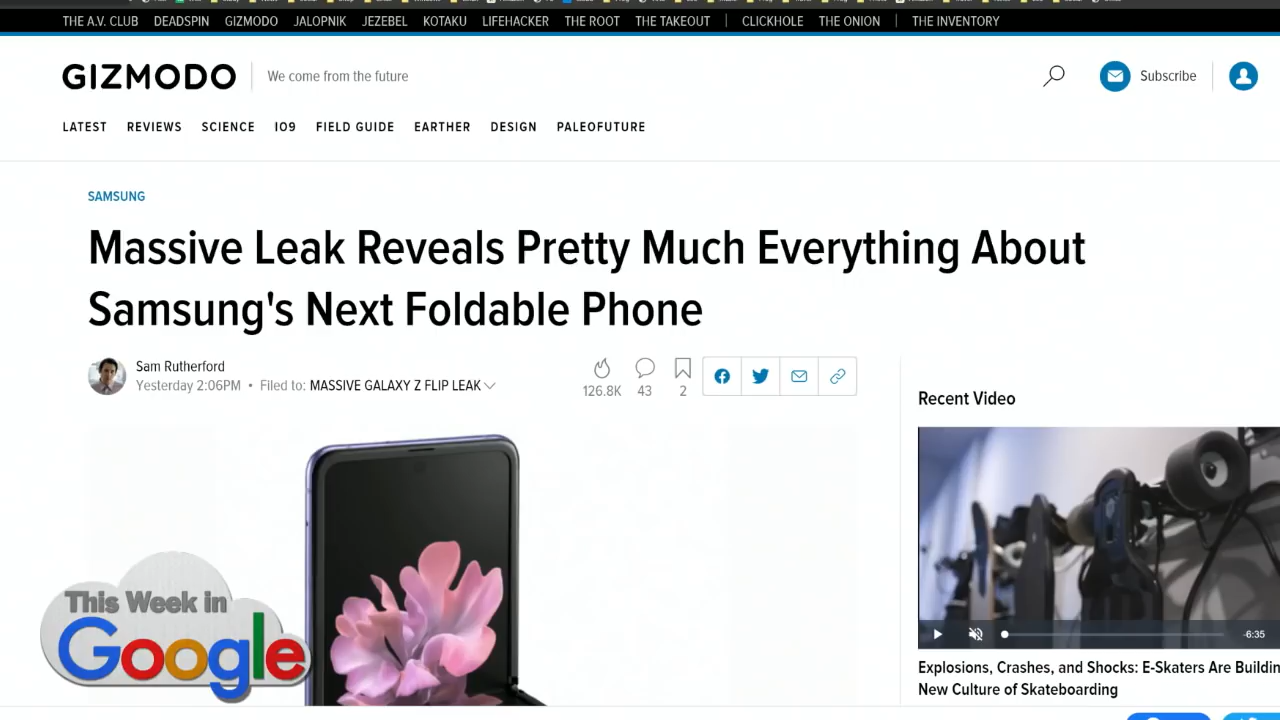 THE A.V. CLUB DEADSPIN GIZMODO JALOPNIK JEZEBEL KOTAKU LIFEHACKER THE ROOT THE TAKEOUT CLICKHOLE THE ONION THE INVENTORY
GIZMODO We come from the future Subscribe
LATEST REVIEWS SCIENCE IO9 FIELD GUIDE EARTHER DESIGN PALEOFUTURE
SAMSUNG
Massive Leak Reveals Pretty Much Everything About
Samsung's Next Foldable Phone
Sam Rutherford
Yesterday 2:06PM • Filed to: MASSIVE GALAXY Z FLIP LEAK
126.8K 43 2
Recent Video
-6:35
Explosions, Crashes, and Shocks: E-Skaters Are Buildin
New Culture of Skateboarding
This Week in
Google